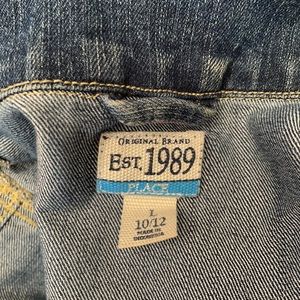 ORIGINAL BRAND
EST. 1989
PLACE
L
10/12
MADE IN
INDONESIA